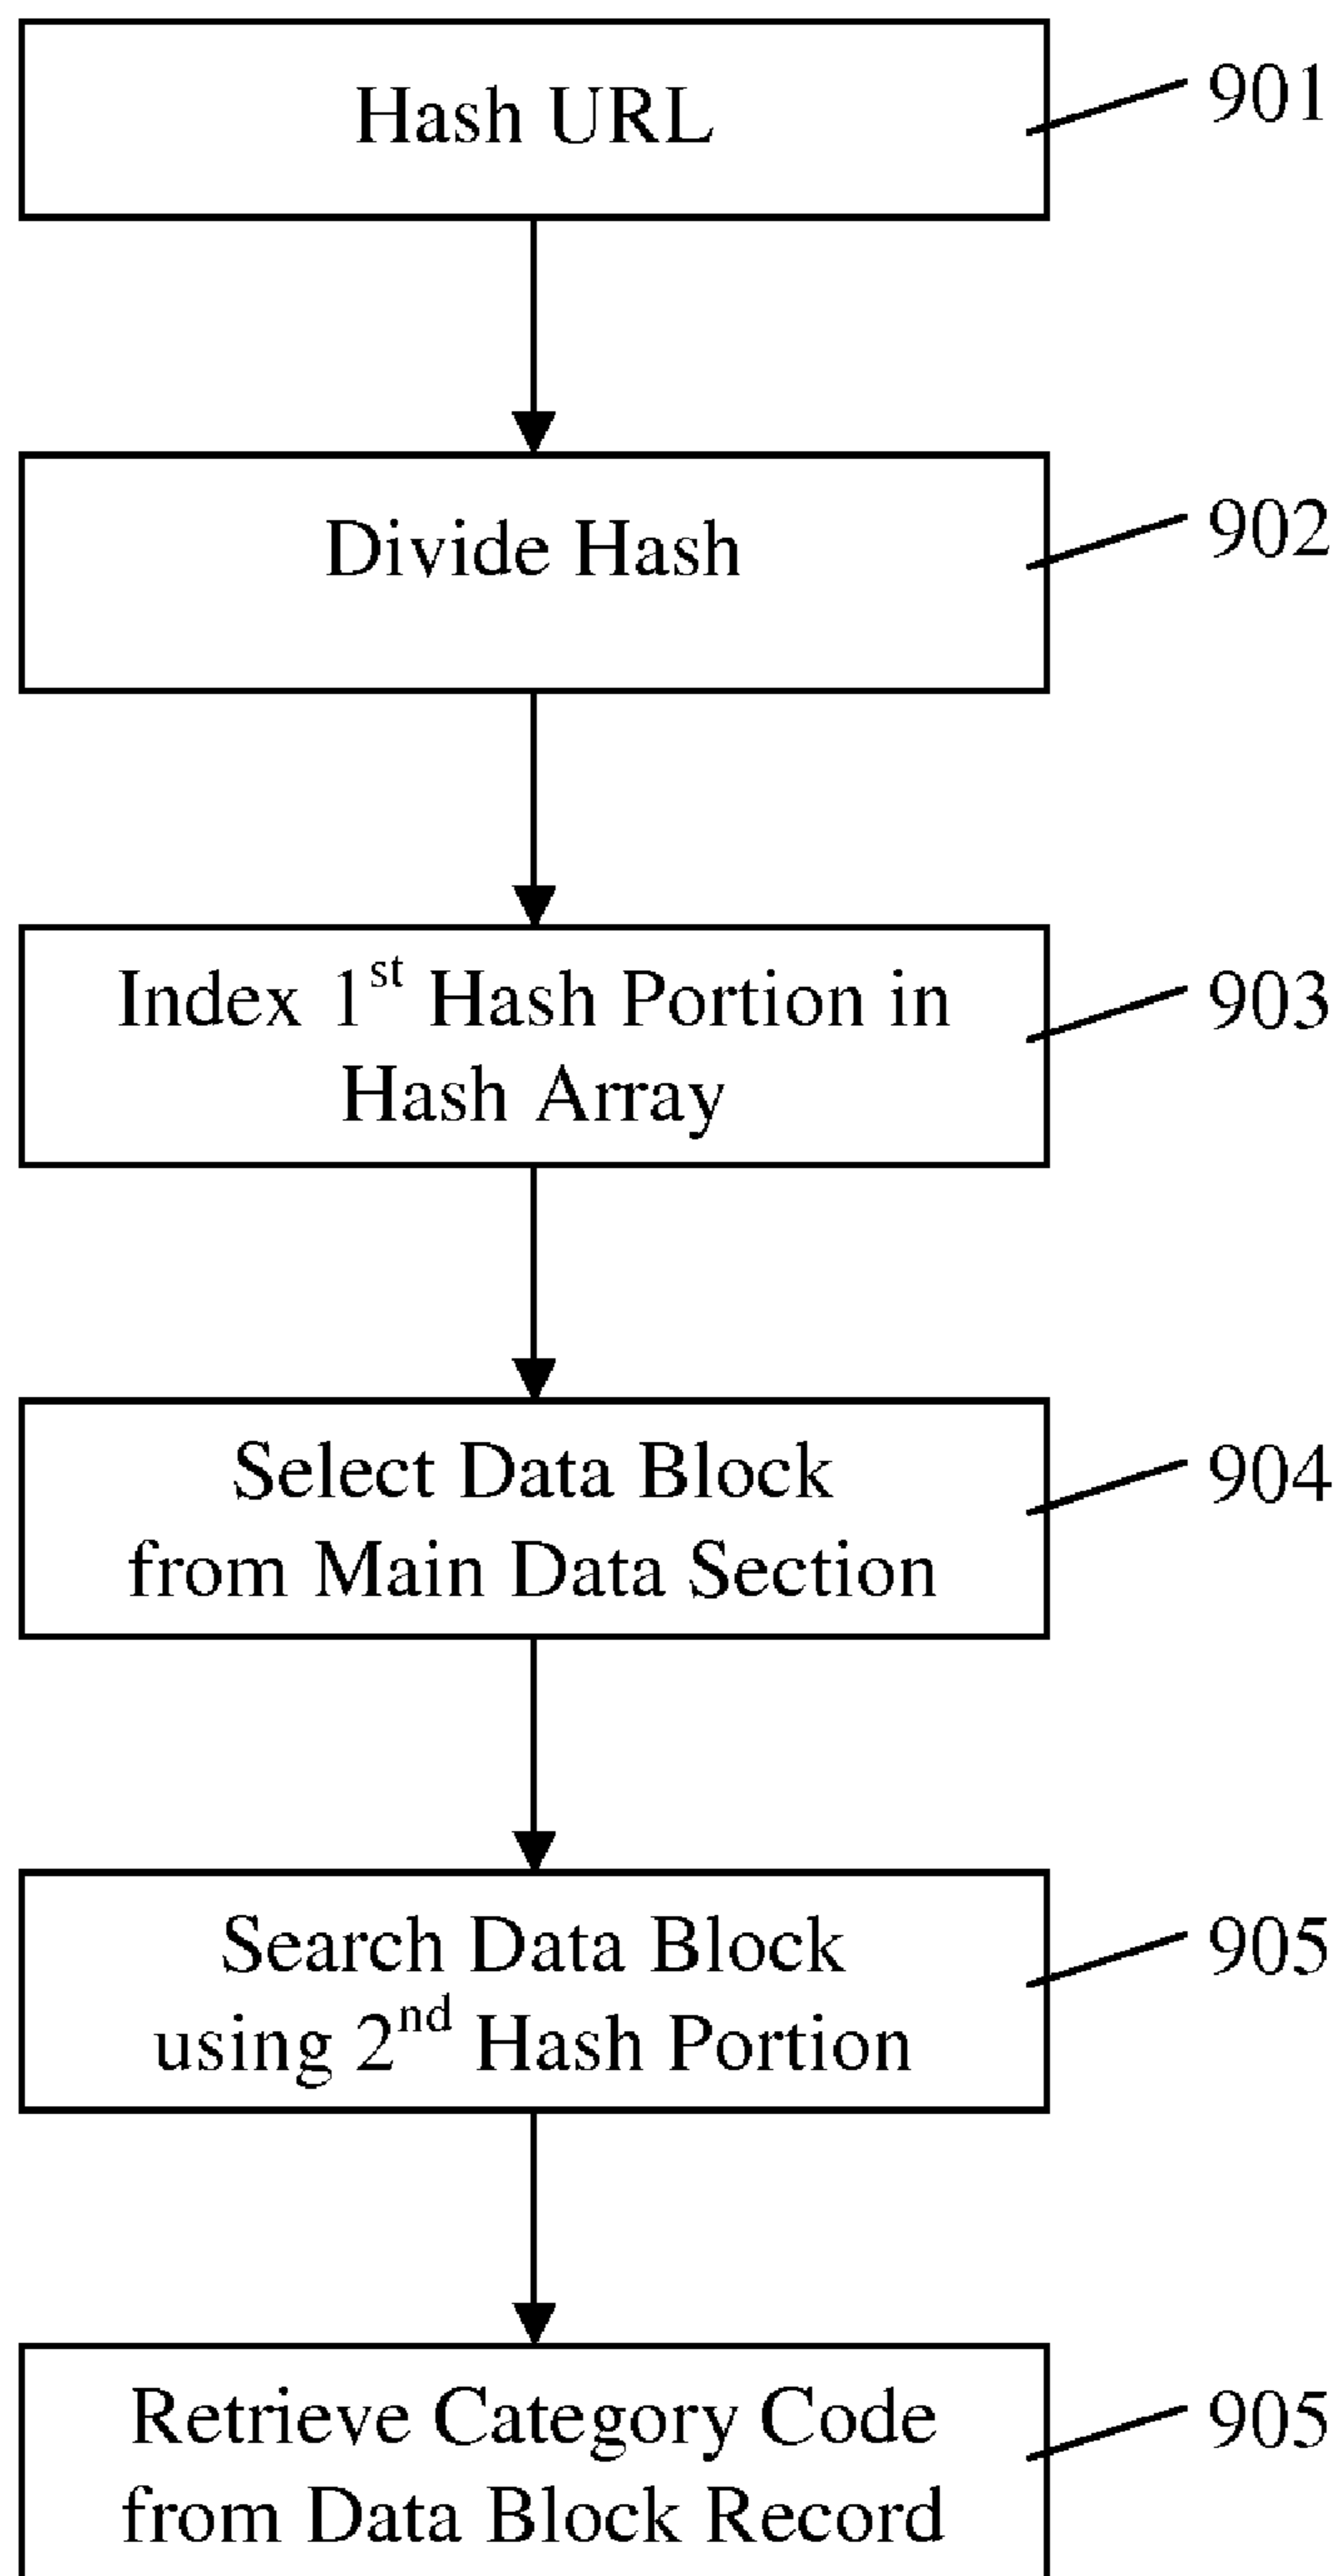 Hash URL
901
Divide Hash
902
Index 1st Hash Portion in
Hash Array
903
Select Data Block
from Main Data Section
904
Search Data Block
using 2nd Hash Portion
905
Retrieve Category Code
from Data Block Record
905